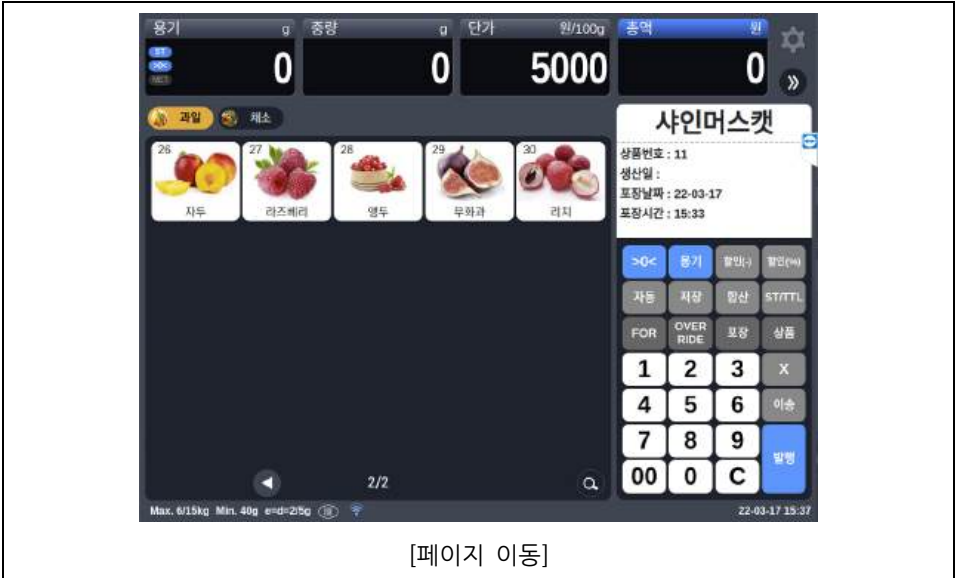 용기 g 중량 g 단가 원/100g 총액 원
ST
>0<
NET
0 0 5000 0
»
과일 채소
샤인머스캣
상품번호 : 11
생산일 :
포장날짜 : 22-03-17
포장시간 : 15:33
26 27 28 29 30
자두 라즈베리 앵두 무화과 리치
>0< 용기 할인(-) 할인(%)
자동 저장 합산 ST/TTL
FOR OVER RIDE 포장 상품
1 2 3 X
4 5 6 이송
7 8 9 발행
00 0 C
2/2
Max. 6/15kg Min. 40g e=d=2/5g 22-03-17 15:37
[페이지 이동]